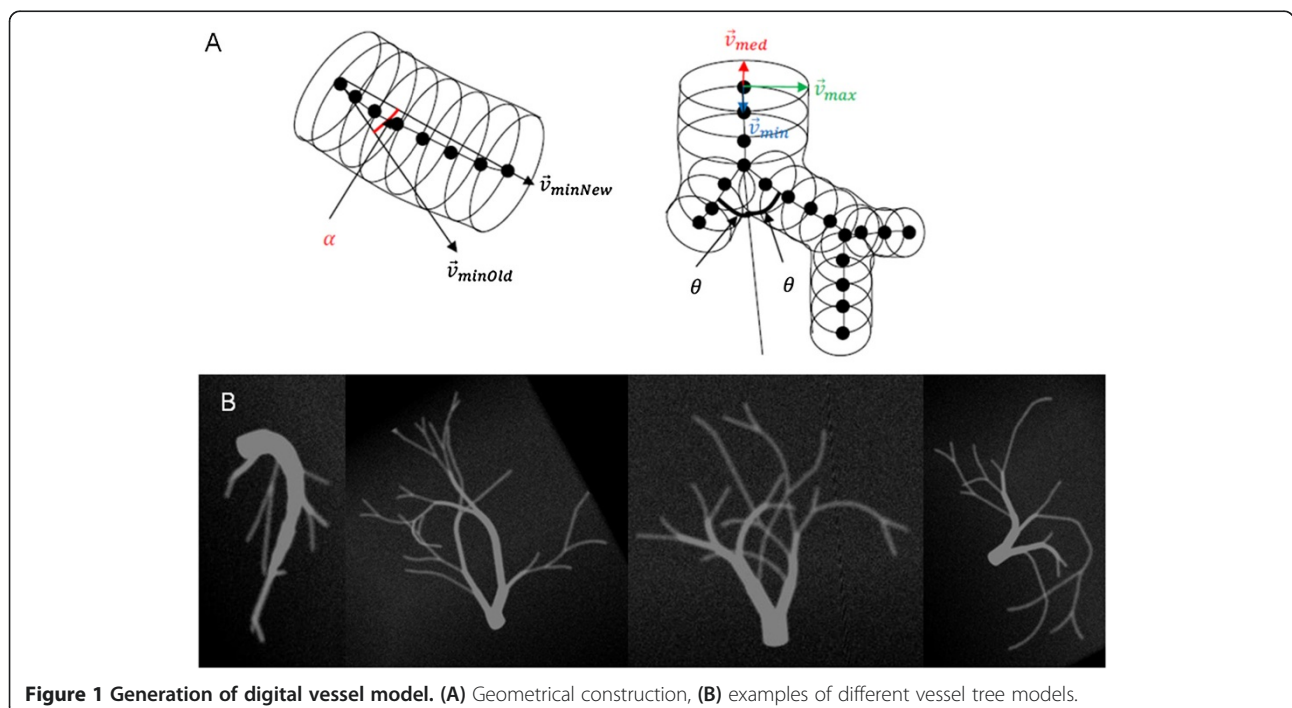 A
v⃗med
v⃗max
v⃗min
v⃗minNew
α
v⃗minOld
θ
θ
B
Figure 1 Generation of digital vessel model. (A) Geometrical construction, (B) examples of different vessel tree models.